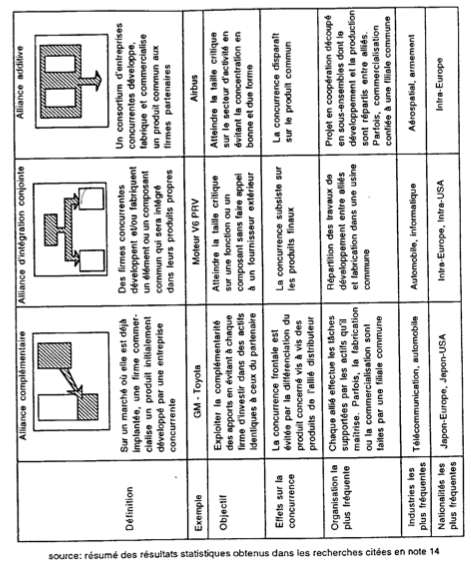 Alliance complémentaire
Alliance d'intégration conjointe
Alliance additive
Définition
Sur un marché où elle est déjà
implantée, une firme commer-
cialise un produit initialement
développé par une entreprise
concurrente
Des firmes concurrentes
développent et/ou fabriquent
un élément ou un composant
commun qui sera intégré
dans leurs produits propres
Un consortium d'entreprises
concurrentes développe,
fabrique et commercialise
un produit commun aux
firmes partenaires
Exemple
GM - Toyota
Moteur V6 PRV
Airbus
Objectif
Exploiter la complémentarité
des apports en évitant à chaque
firme d'investir dans des actifs
identiques à ceux du partenaire
Atteindre la taille critique
sur une fonction ou un
composant sans faire appel
à un fournisseur extérieur
Atteindre la taille critique
sur le secteur d'activité en
évitant la concentration en
bonne et due forme
Effets sur la
concurrence
La concurrence frontale est
évitée par la différenciation du
produit concerné vis à vis des
produits de l'allié distributeur
La concurrence subsiste sur
les produits finaux
La concurrence disparaît
sur le produit commun
Organisation la
plus fréquente
Chaque allié effectue les tâches
supportées par les actifs qu'il
maîtrise. Parfois, la fabrication
ou la commercialisation sont
faites par une filiale commune
Répartition des travaux de
développement entre alliés
et fabrication dans une usine
commune
Projet en coopération découpé
en sous-ensembles dont le
développement et la production
sont répartis entre alliés.
Parfois, commercialisation
confiée à une filiale commune
Industries les
plus fréquentes
Télécommunication, automobile
Automobile, informatique
Aérospatial, armement
Nationalités les
plus fréquentes
Japon-Europe, Japon-USA
Intra-Europe, Intra-USA
Intra-Europe
source: résumé des résultats statistiques obtenus dans les recherches citées en note 14